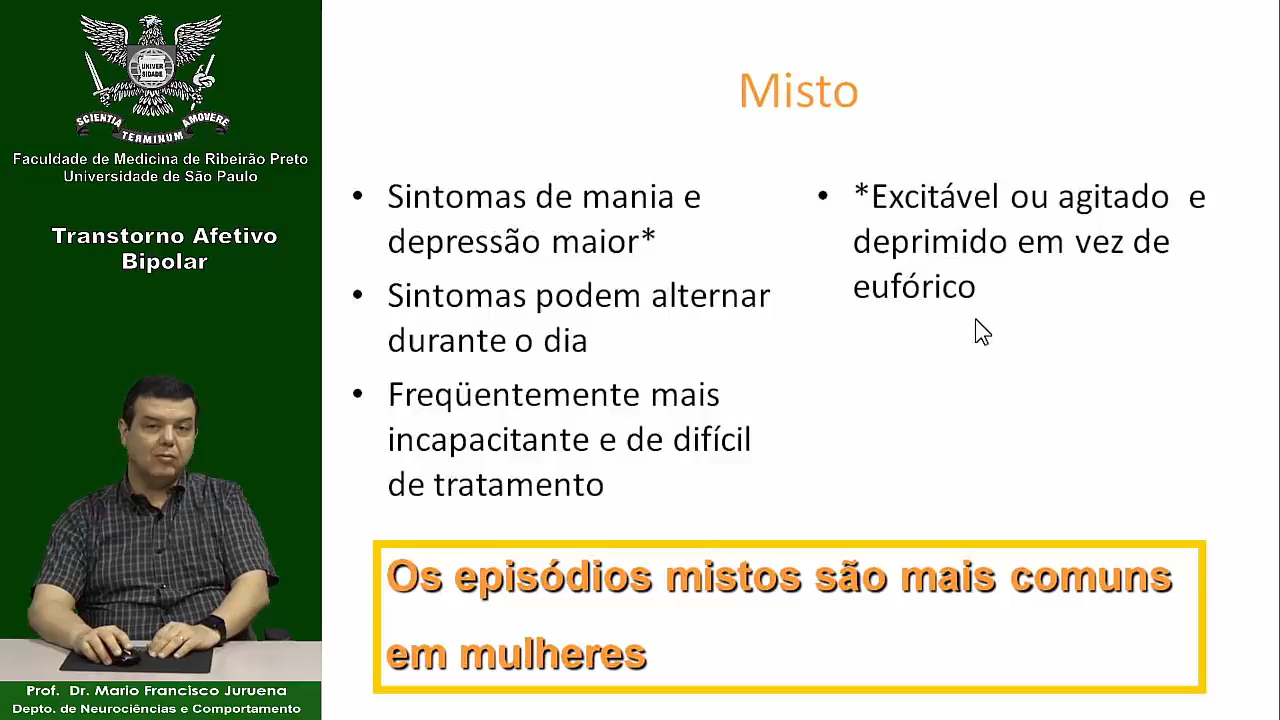 UNIVER
SIDADE
SCIENTIA
TERMINUM
AMOVERE
Faculdade de Medicina de Ribeirão Preto
Universidade de São Paulo
Transtorno Afetivo
Bipolar
Prof. Dr. Mario Francisco Juruena
Depto. de Neurociências e Comportamento
Misto
• Sintomas de mania e
depressão maior*
• Sintomas podem alternar
durante o dia
• Freqüentemente mais
incapacitante e de difícil
de tratamento
• *Excitável ou agitado e
deprimido em vez de
eufórico
Os episódios mistos são mais comuns
em mulheres